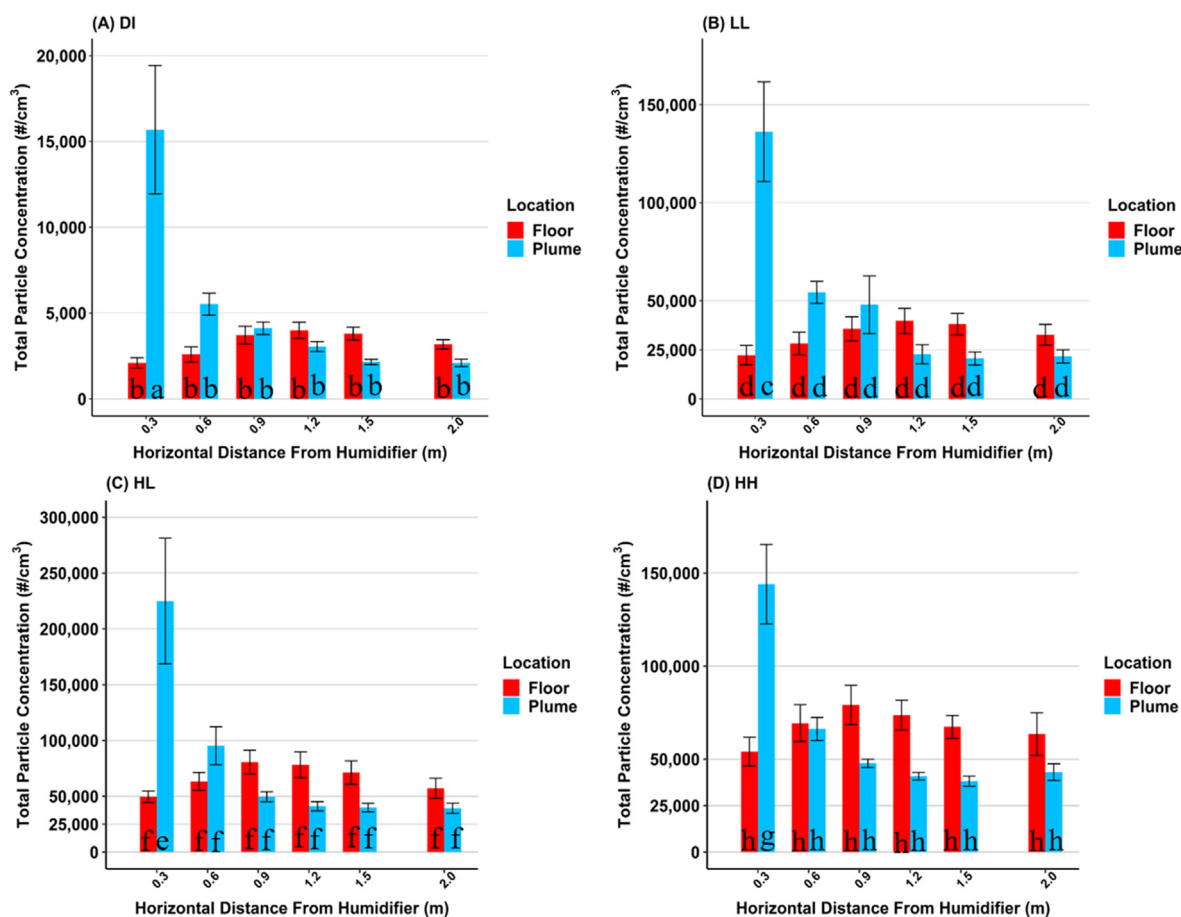 (A) DI
Total Particle Concentration (#/cm³)
20,000
15,000
10,000
5,000
0
b a b b b b b b b b b b
0.3 0.6 0.9 1.2 1.5 2.0
Horizontal Distance From Humidifier (m)
Location
Floor
Plume
(B) LL
Total Particle Concentration (#/cm³)
150,000
100,000
50,000
25,000
0
d c d d d d d d d d d d
0.3 0.6 0.9 1.2 1.5 2.0
Horizontal Distance From Humidifier (m)
Location
Floor
Plume
(C) HL
Total Particle Concentration (#/cm³)
300,000
250,000
200,000
150,000
100,000
50,000
25,000
0
f e f f f f f f f f f f
0.3 0.6 0.9 1.2 1.5 2.0
Horizontal Distance From Humidifier (m)
Location
Floor
Plume
(D) HH
Total Particle Concentration (#/cm³)
150,000
100,000
50,000
25,000
0
h g h h h h h h h h h h
0.3 0.6 0.9 1.2 1.5 2.0
Horizontal Distance From Humidifier (m)
Location
Floor
Plume